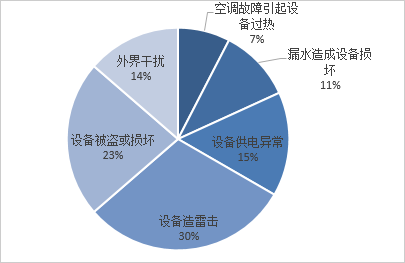 空调故障引起设
备过热
7%
漏水造成设备损
坏
11%
设备供电异常
15%
设备造雷击
30%
设备被盗或损坏
23%
外界干扰
14%